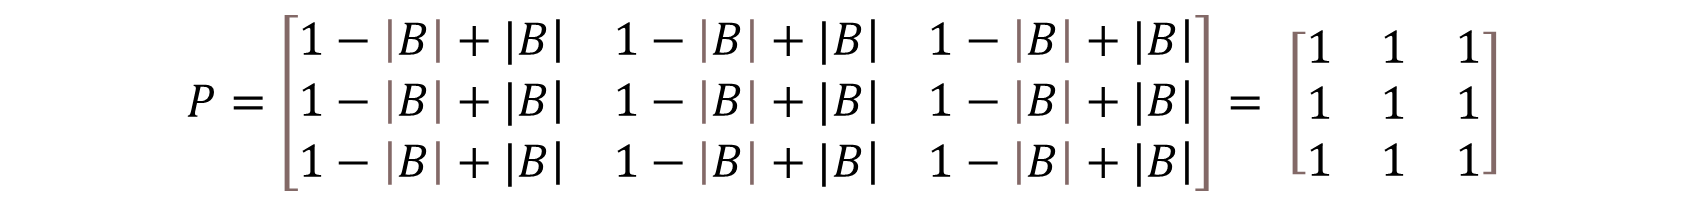 1 − |B| + |B| 1 − |B| + |B| 1 − |B| + |B| 1 1 1
P = 1 − |B| + |B| 1 − |B| + |B| 1 − |B| + |B| = 1 1 1
1 − |B| + |B| 1 − |B| + |B| 1 − |B| + |B| 1 1 1